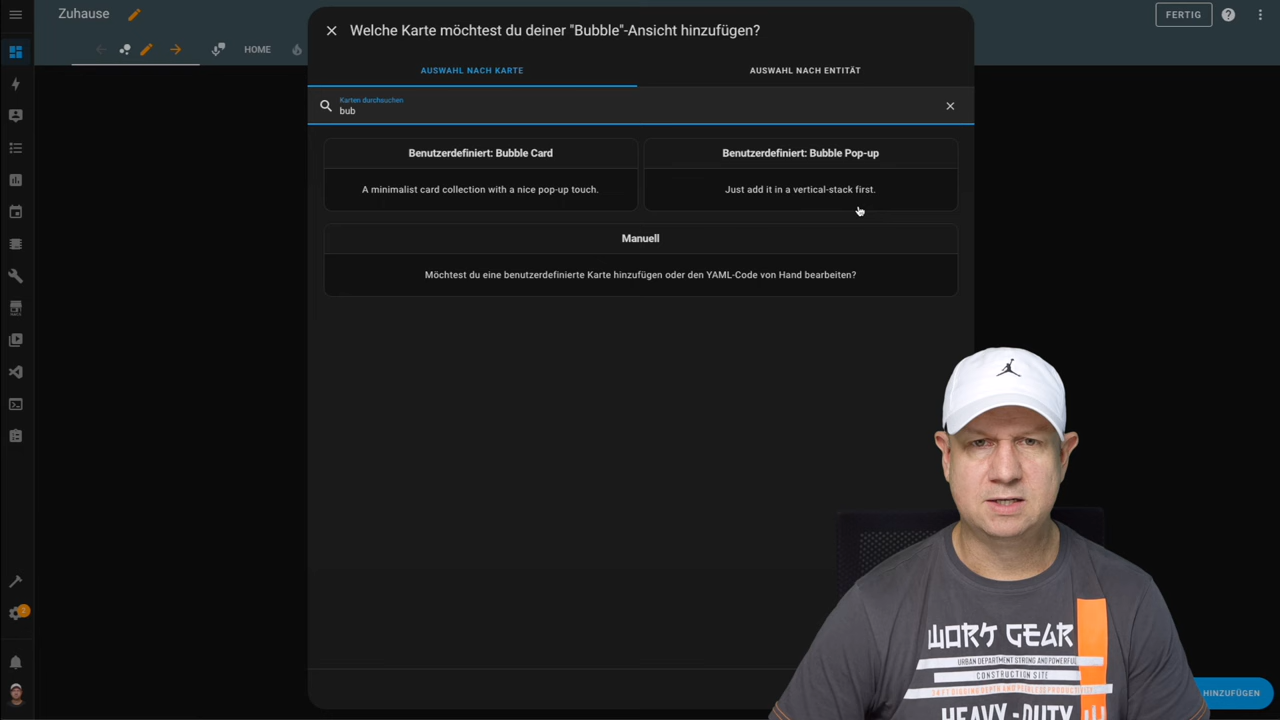 Zuhause
FERTIG
HOME
Welche Karte möchtest du deiner "Bubble"-Ansicht hinzufügen?
AUSWAHL NACH KARTE
AUSWAHL NACH ENTITÄT
Karten durchsuchen
bub
Benutzerdefiniert: Bubble Card
A minimalist card collection with a nice pop-up touch.
Benutzerdefiniert: Bubble Pop-up
Just add it in a vertical-stack first.
Manuell
Möchtest du eine benutzerdefinierte Karte hinzufügen oder den YAML-Code von Hand bearbeiten?
2
HINZUFÜGEN
WORK GEAR
URBAN DEPARTMENT STRONG AND POWERFUL
CONSTRUCTION SITE
HEAVY-DUTY